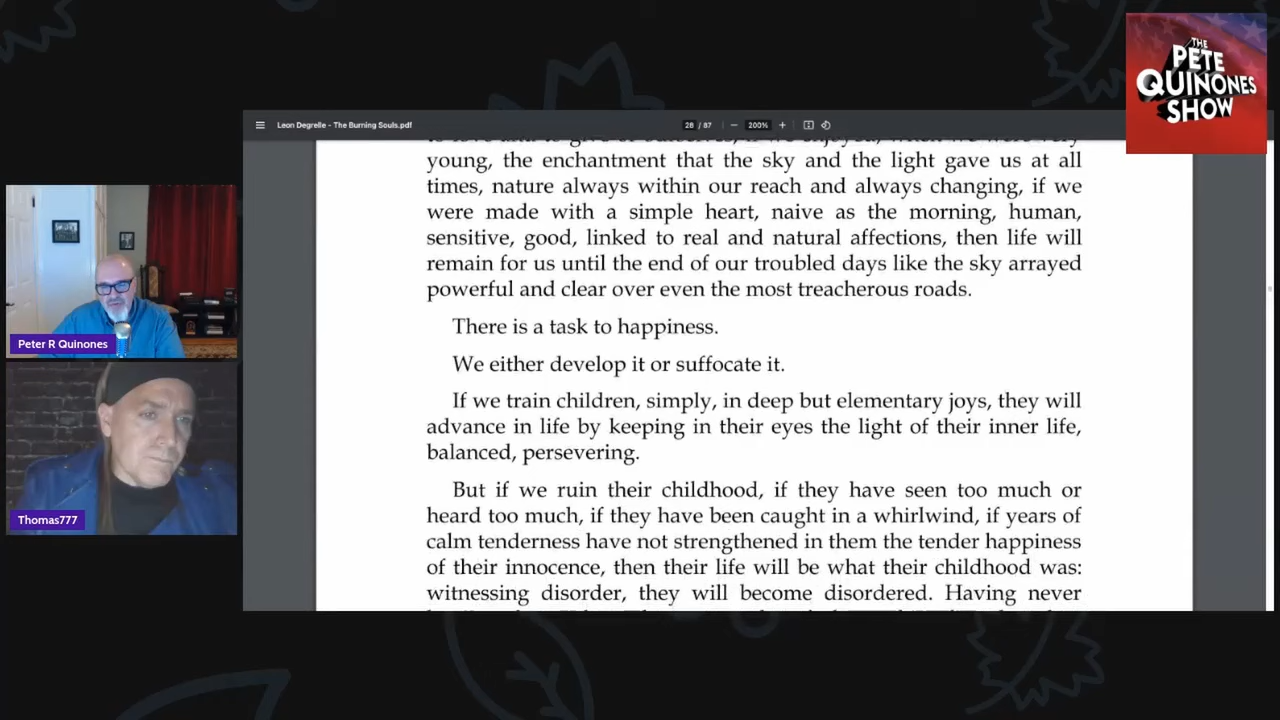 THE
PETE
QUINONES
SHOW
Leon Degrelle - The Burning Souls.pdf
28 / 87
200%
young, the enchantment that the sky and the light gave us at all
times, nature always within our reach and always changing, if we
were made with a simple heart, naive as the morning, human,
sensitive, good, linked to real and natural affections, then life will
remain for us until the end of our troubled days like the sky arrayed
powerful and clear over even the most treacherous roads.
There is a task to happiness.
We either develop it or suffocate it.
If we train children, simply, in deep but elementary joys, they will
advance in life by keeping in their eyes the light of their inner life,
balanced, persevering.
But if we ruin their childhood, if they have seen too much or
heard too much, if they have been caught in a whirlwind, if years of
calm tenderness have not strengthened in them the tender happiness
of their innocence, then their life will be what their childhood was:
witnessing disorder, they will become disordered. Having never
Peter R Quinones
Thomas777